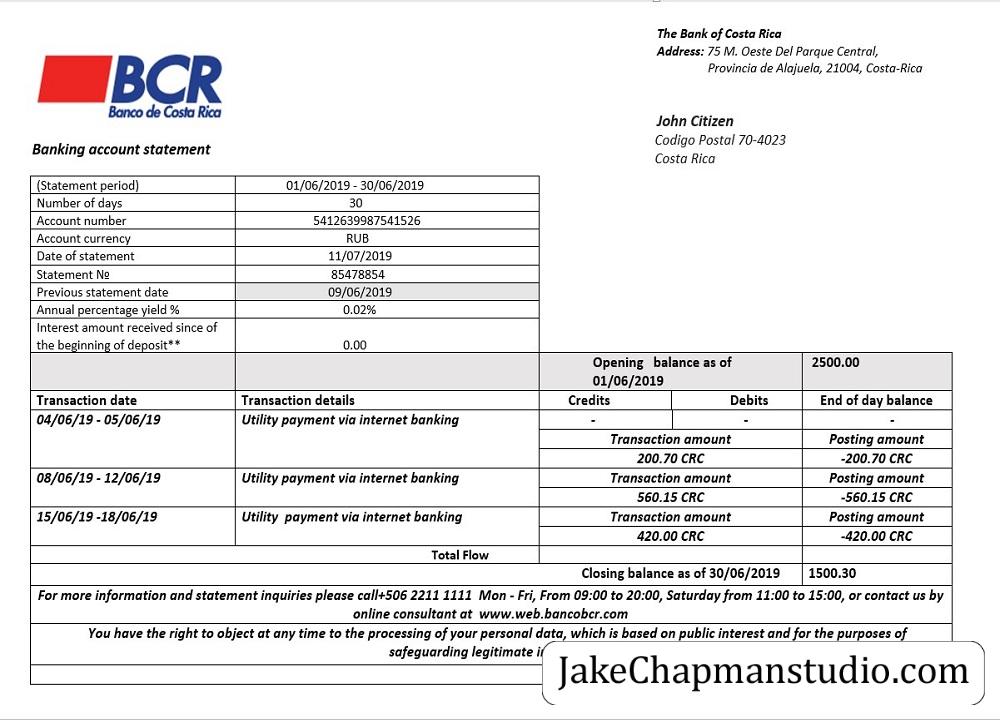 The Bank of Costa Rica
Address: 75 M. Oeste Del Parque Central,
Provincia de Alajuela, 21004, Costa-Rica
BCR
Banco de Costa Rica
John Citizen
Codigo Postal 70-4023
Costa Rica
Banking account statement
(Statement period) 01/06/2019 - 30/06/2019
Number of days 30
Account number 5412639987541526
Account currency RUB
Date of statement 11/07/2019
Statement № 85478854
Previous statement date 09/06/2019
Annual percentage yield % 0.02%
Interest amount received since of
the beginning of deposit** 0.00
Opening balance as of 2500.00
01/06/2019
Transaction date Transaction details Credits Debits End of day balance
04/06/19 - 05/06/19 Utility payment via internet banking - - -
Transaction amount Posting amount
200.70 CRC -200.70 CRC
08/06/19 - 12/06/19 Utility payment via internet banking Transaction amount Posting amount
560.15 CRC -560.15 CRC
15/06/19 -18/06/19 Utility payment via internet banking Transaction amount Posting amount
420.00 CRC -420.00 CRC
Total Flow
Closing balance as of 30/06/2019 1500.30
For more information and statement inquiries please call+506 2211 1111 Mon - Fri, From 09:00 to 20:00, Saturday from 11:00 to 15:00, or contact us by
online consultant at www.web.bancobcr.com
You have the right to object at any time to the processing of your personal data, which is based on public interest and for the purposes of
safeguarding legitimate
JakeChapmanstudio.com